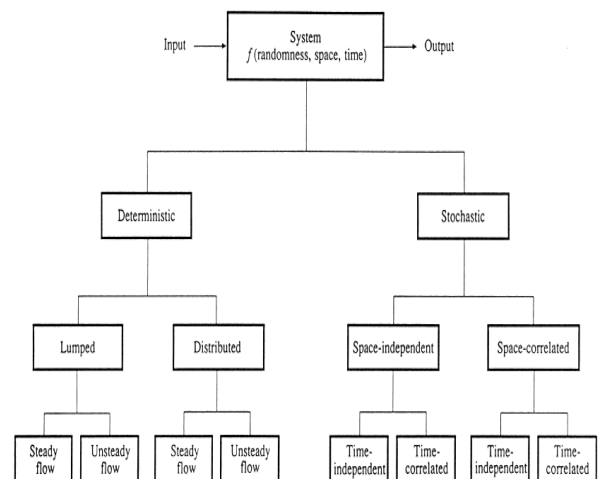 System
Input
f(randomness, space, time)
Output
Deterministic
Stochastic
Lumped
Distributed
Space-independent
Space-correlated
Steady
flow
Unsteady
flow
Steady
flow
Unsteady
flow
Time-
independent
Time-
correlated
Time-
independent
Time-
correlated